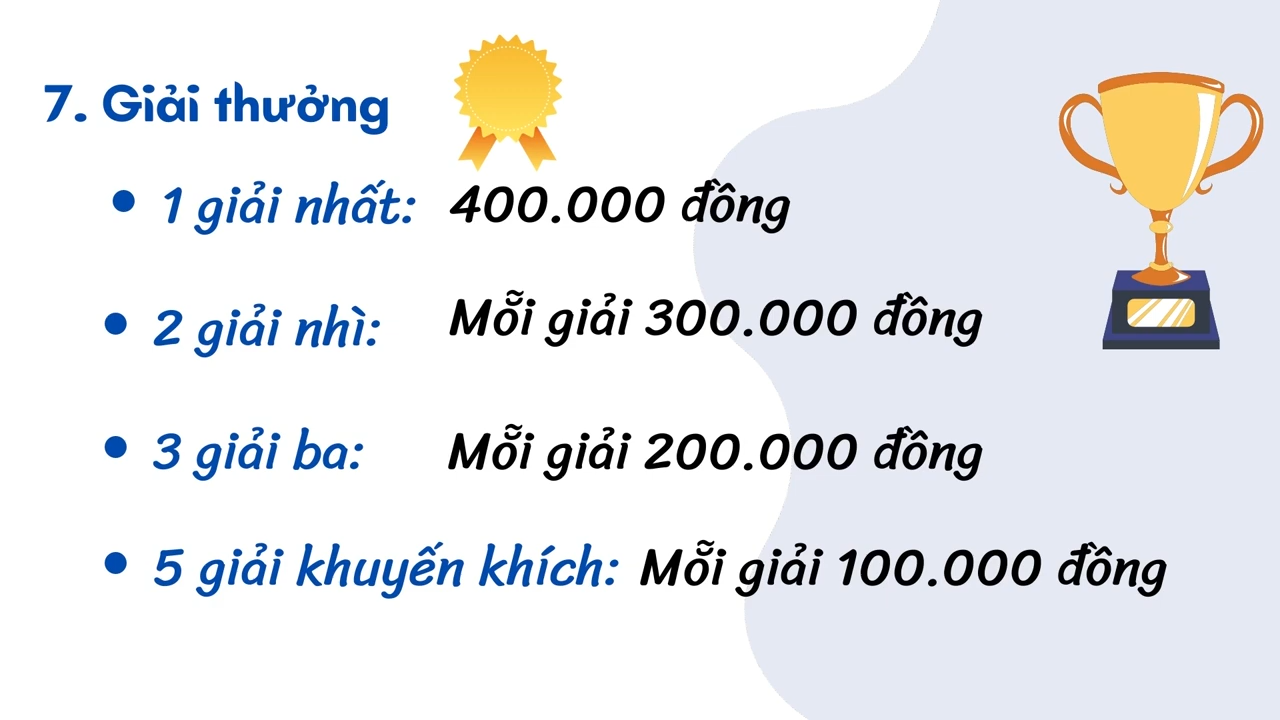 7. Giải thưởng
• 1 giải nhất: 400.000 đồng
• 2 giải nhì: Mỗi giải 300.000 đồng
• 3 giải ba: Mỗi giải 200.000 đồng
• 5 giải khuyến khích: Mỗi giải 100.000 đồng